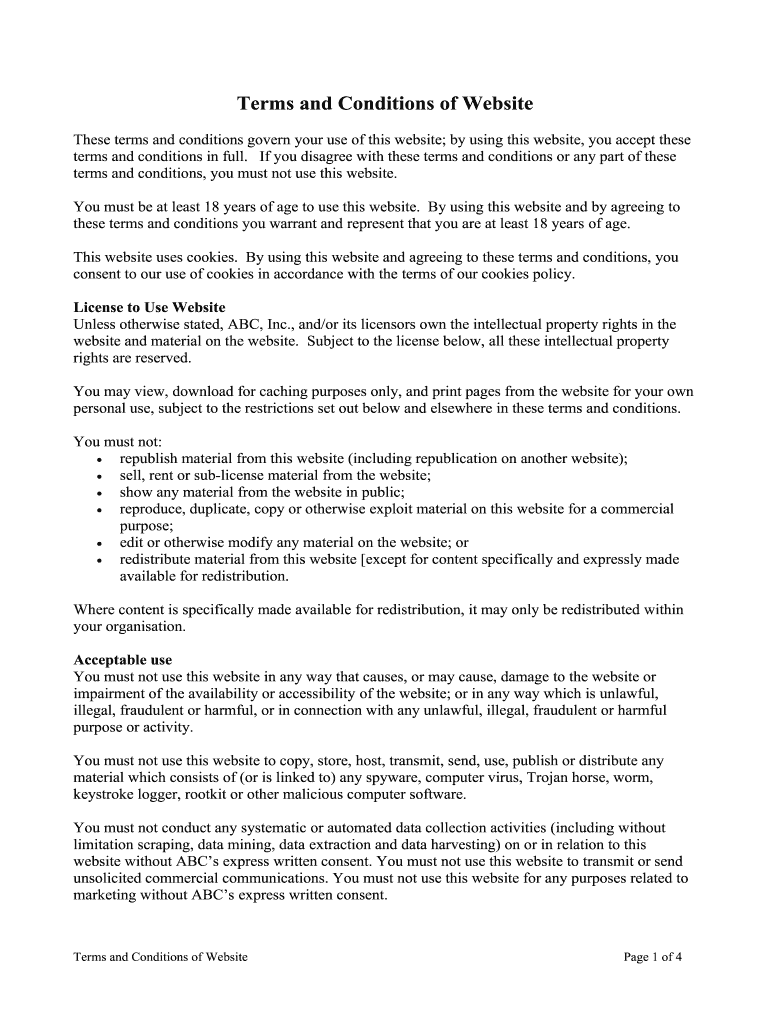 Terms and Conditions of Website
These terms and conditions govern your use of this website; by using this website, you accept these
terms and conditions in full.   If you disagree with these terms and conditions or any part of these
terms and conditions, you must not use this website.
You must be at least 18 years of age to use this website.  By using this website and by agreeing to
these terms and conditions you warrant and represent that you are at least 18 years of age.
This website uses cookies.  By using this website and agreeing to these terms and conditions, you
consent to our use of cookies in accordance with the terms of our cookies policy.
License to Use Website
Unless otherwise stated, ABC, Inc., and/or its licensors own the intellectual property rights in the
website and material on the website.  Subject to the license below, all these intellectual property
rights are reserved.
You may view, download for caching purposes only, and print pages from the website for your own
personal use, subject to the restrictions set out below and elsewhere in these terms and conditions.
You must not:
• republish material from this website (including republication on another website);
• sell, rent or sub-license material from the website;
• show any material from the website in public;
• reproduce, duplicate, copy or otherwise exploit material on this website for a commercial
purpose;
• edit or otherwise modify any material on the website; or
• redistribute material from this website [except for content specifically and expressly made
available for redistribution.
Where content is specifically made available for redistribution, it may only be redistributed within
your organisation.
Acceptable use
You must not use this website in any way that causes, or may cause, damage to the website or
impairment of the availability or accessibility of the website; or in any way which is unlawful,
illegal, fraudulent or harmful, or in connection with any unlawful, illegal, fraudulent or harmful
purpose or activity.
You must not use this website to copy, store, host, transmit, send, use, publish or distribute any
material which consists of (or is linked to) any spyware, computer virus, Trojan horse, worm,
keystroke logger, rootkit or other malicious computer software.
You must not conduct any systematic or automated data collection activities (including without
limitation scraping, data mining, data extraction and data harvesting) on or in relation to this
website without ABC's express written consent. You must not use this website to transmit or send
unsolicited commercial communications. You must not use this website for any purposes related to
marketing without ABC's express written consent.
Terms and Conditions of Website Page 1 of 4